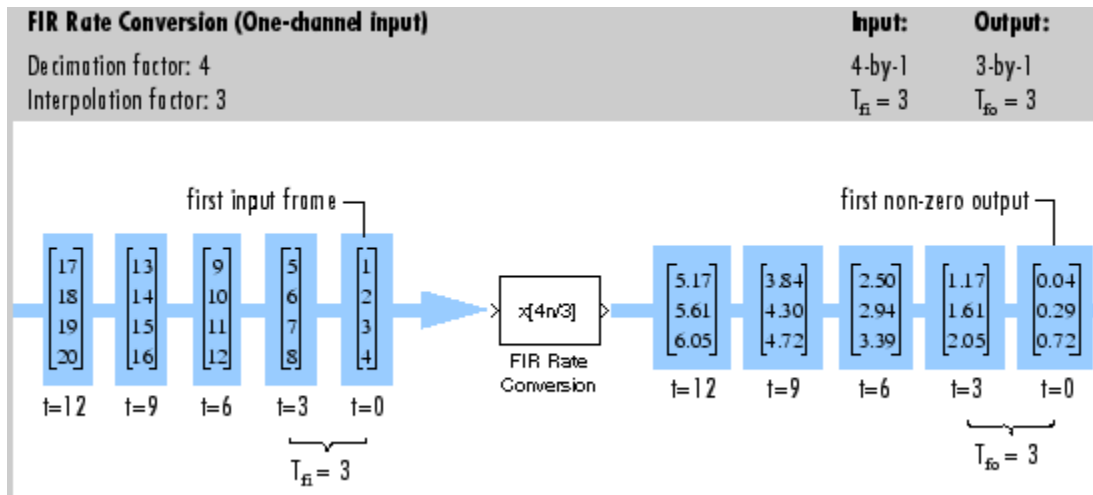 FIR Rate Conversion (One-channel input) Input: Output:
Decimation factor: 4 4-by-1 3-by-1
Interpolation factor: 3 T_fi = 3 T_fo = 3
first input frame first non-zero output
17 13 9 5 1 5.17 3.84 2.50 1.17 0.04
18 14 10 6 2 x[4n/3] 5.61 4.30 2.94 1.61 0.29
19 15 11 7 3 6.05 4.72 3.39 2.05 0.72
20 16 12 8 4
FIR Rate
Conversion
t=12 t=9 t=6 t=3 t=0 t=12 t=9 t=6 t=3 t=0
T_fi = 3 T_fo = 3